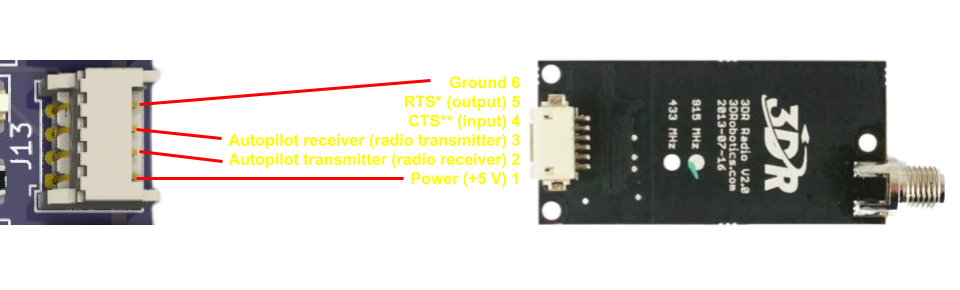 J13
Ground 6
RTS* (output) 5
CTS** (input) 4
Autopilot receiver (radio transmitter) 3
Autopilot transmitter (radio receiver) 2
Power (+5 V) 1
3DR
3DR Radio V2.0
3DRobotics.com
2013-07-16
915 MHz
433 MHz